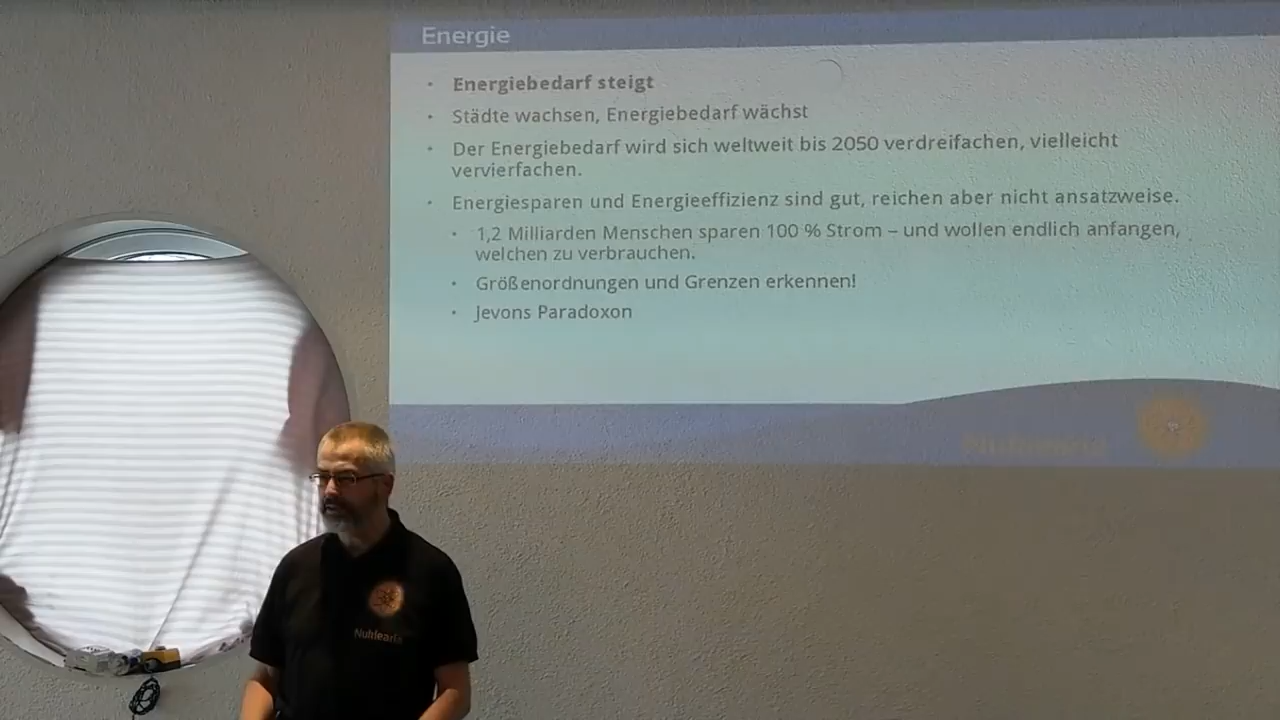 Energie
Energiebedarf steigt
Städte wachsen, Energiebedarf wächst
Der Energiebedarf wird sich weltweit bis 2050 verdreifachen, vielleicht
vervierfachen.
Energiesparen und Energieeffizienz sind gut, reichen aber nicht ansatzweise.
1,2 Milliarden Menschen sparen 100 % Strom – und wollen endlich anfangen,
welchen zu verbrauchen.
Größenordnungen und Grenzen erkennen!
Jevons Paradoxon
Nuklearia
Nuklearia